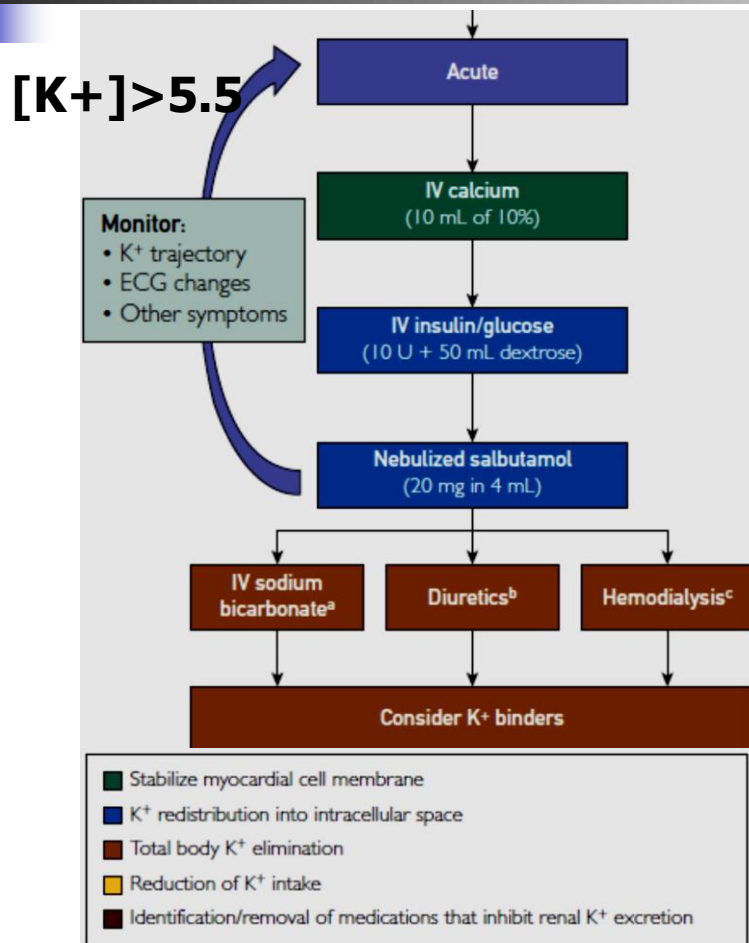 [K+]>5.5
Acute
IV calcium
(10 mL of 10%)
Monitor:
• K⁺ trajectory
• ECG changes
• Other symptoms
IV insulin/glucose
(10 U + 50 mL dextrose)
Nebulized salbutamol
(20 mg in 4 mL)
IV sodium
bicarbonateᵃ
Diureticsᵇ
Hemodialysisᶜ
Consider K⁺ binders
Stabilize myocardial cell membrane
K⁺ redistribution into intracellular space
Total body K⁺ elimination
Reduction of K⁺ intake
Identification/removal of medications that inhibit renal K⁺ excretion